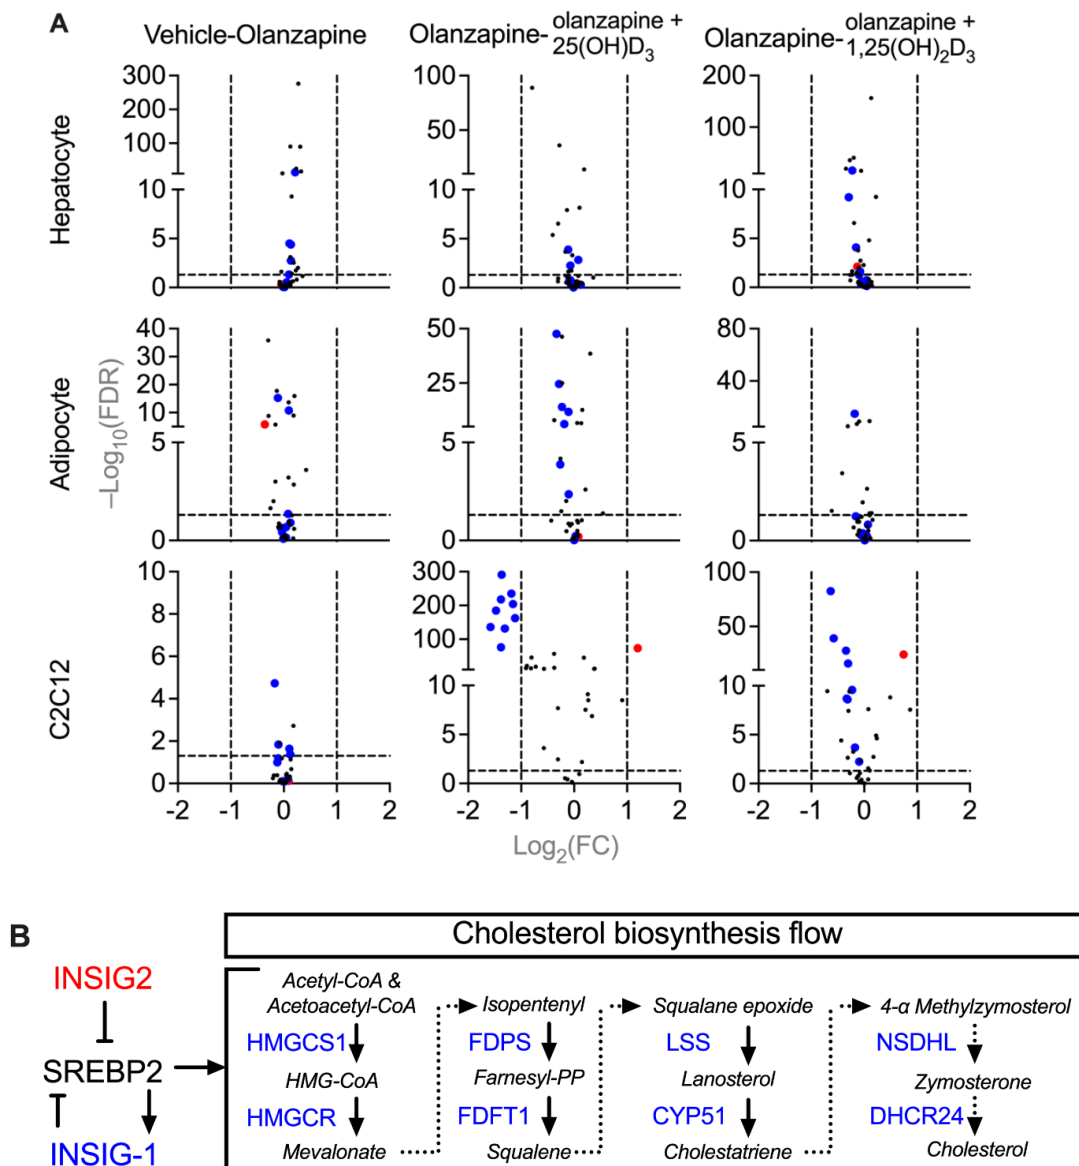 A
Vehicle-Olanzapine
Olanzapine-olanzapine + 25(OH)D3
Olanzapine-olanzapine + 1,25(OH)2D3
Hepatocyte
300
200
100
10
5
0
100
50
10
5
0
200
100
10
5
0
Adipocyte
–Log10(FDR)
40
30
20
10
5
0
50
25
5
0
80
40
5
0
C2C12
10
8
6
4
2
0
300
200
100
10
5
0
100
50
10
5
0
-2 -1 0 1 2
-2 -1 0 1 2
-2 -1 0 1 2
Log2(FC)
B
Cholesterol biosynthesis flow
INSIG2
SREBP2
INSIG-1
Acetyl-CoA &
Acetoacetyl-CoA
HMGCS1
HMG-CoA
HMGCR
Mevalonate
Isopentenyl
FDPS
Farnesyl-PP
FDFT1
Squalene
Squalane epoxide
LSS
Lanosterol
CYP51
Cholestatriene
4-α Methylzymosterol
NSDHL
Zymosterone
DHCR24
Cholesterol